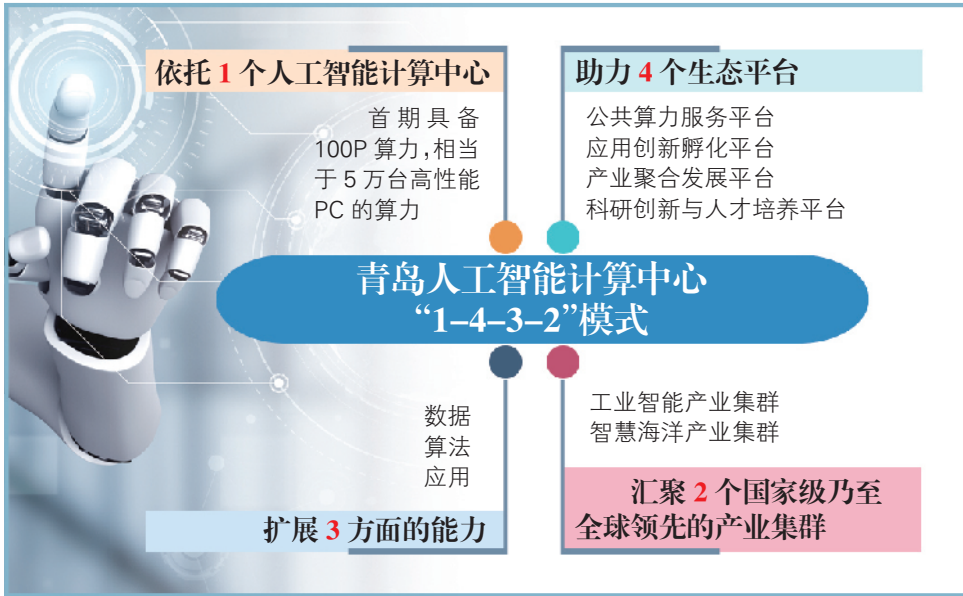 依托 1 个人工智能计算中心
首期具备
100P 算力，相当
于 5 万台高性能
PC 的算力
助力 4 个生态平台
公共算力服务平台
应用创新孵化平台
产业聚合发展平台
科研创新与人才培养平台
青岛人工智能计算中心
“1-4-3-2”模式
数据
算法
应用
扩展 3 方面的能力
工业智能产业集群
智慧海洋产业集群
汇聚 2 个国家级乃至
全球领先的产业集群